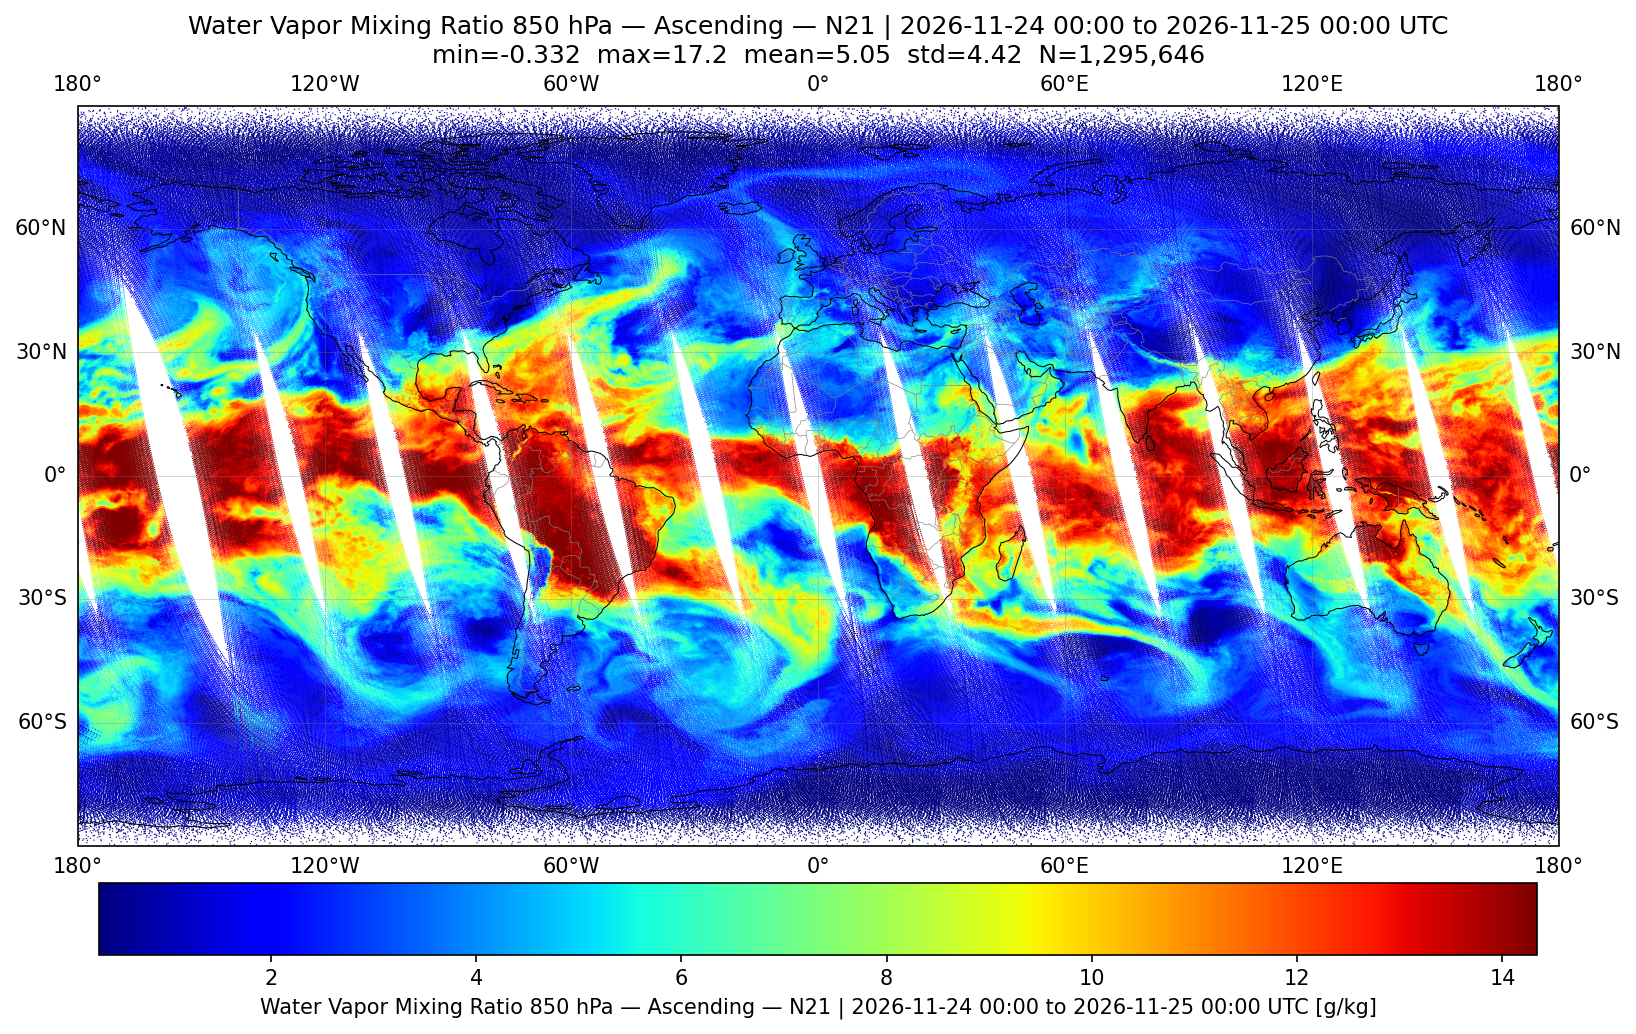 Water Vapor Mixing Ratio 850 hPa — Ascending — N21 | 2026-11-24 00:00 to 2026-11-25 00:00 UTC
min=-0.332 max=17.2 mean=5.05 std=4.42 N=1,295,646
180° 120°W 60°W 0° 60°E 120°E 180°
60°N 60°N
30°N 30°N
0° 0°
30°S 30°S
60°S 60°S
180° 120°W 60°W 0° 60°E 120°E 180°
2 4 6 8 10 12 14
Water Vapor Mixing Ratio 850 hPa — Ascending — N21 | 2026-11-24 00:00 to 2026-11-25 00:00 UTC [g/kg]